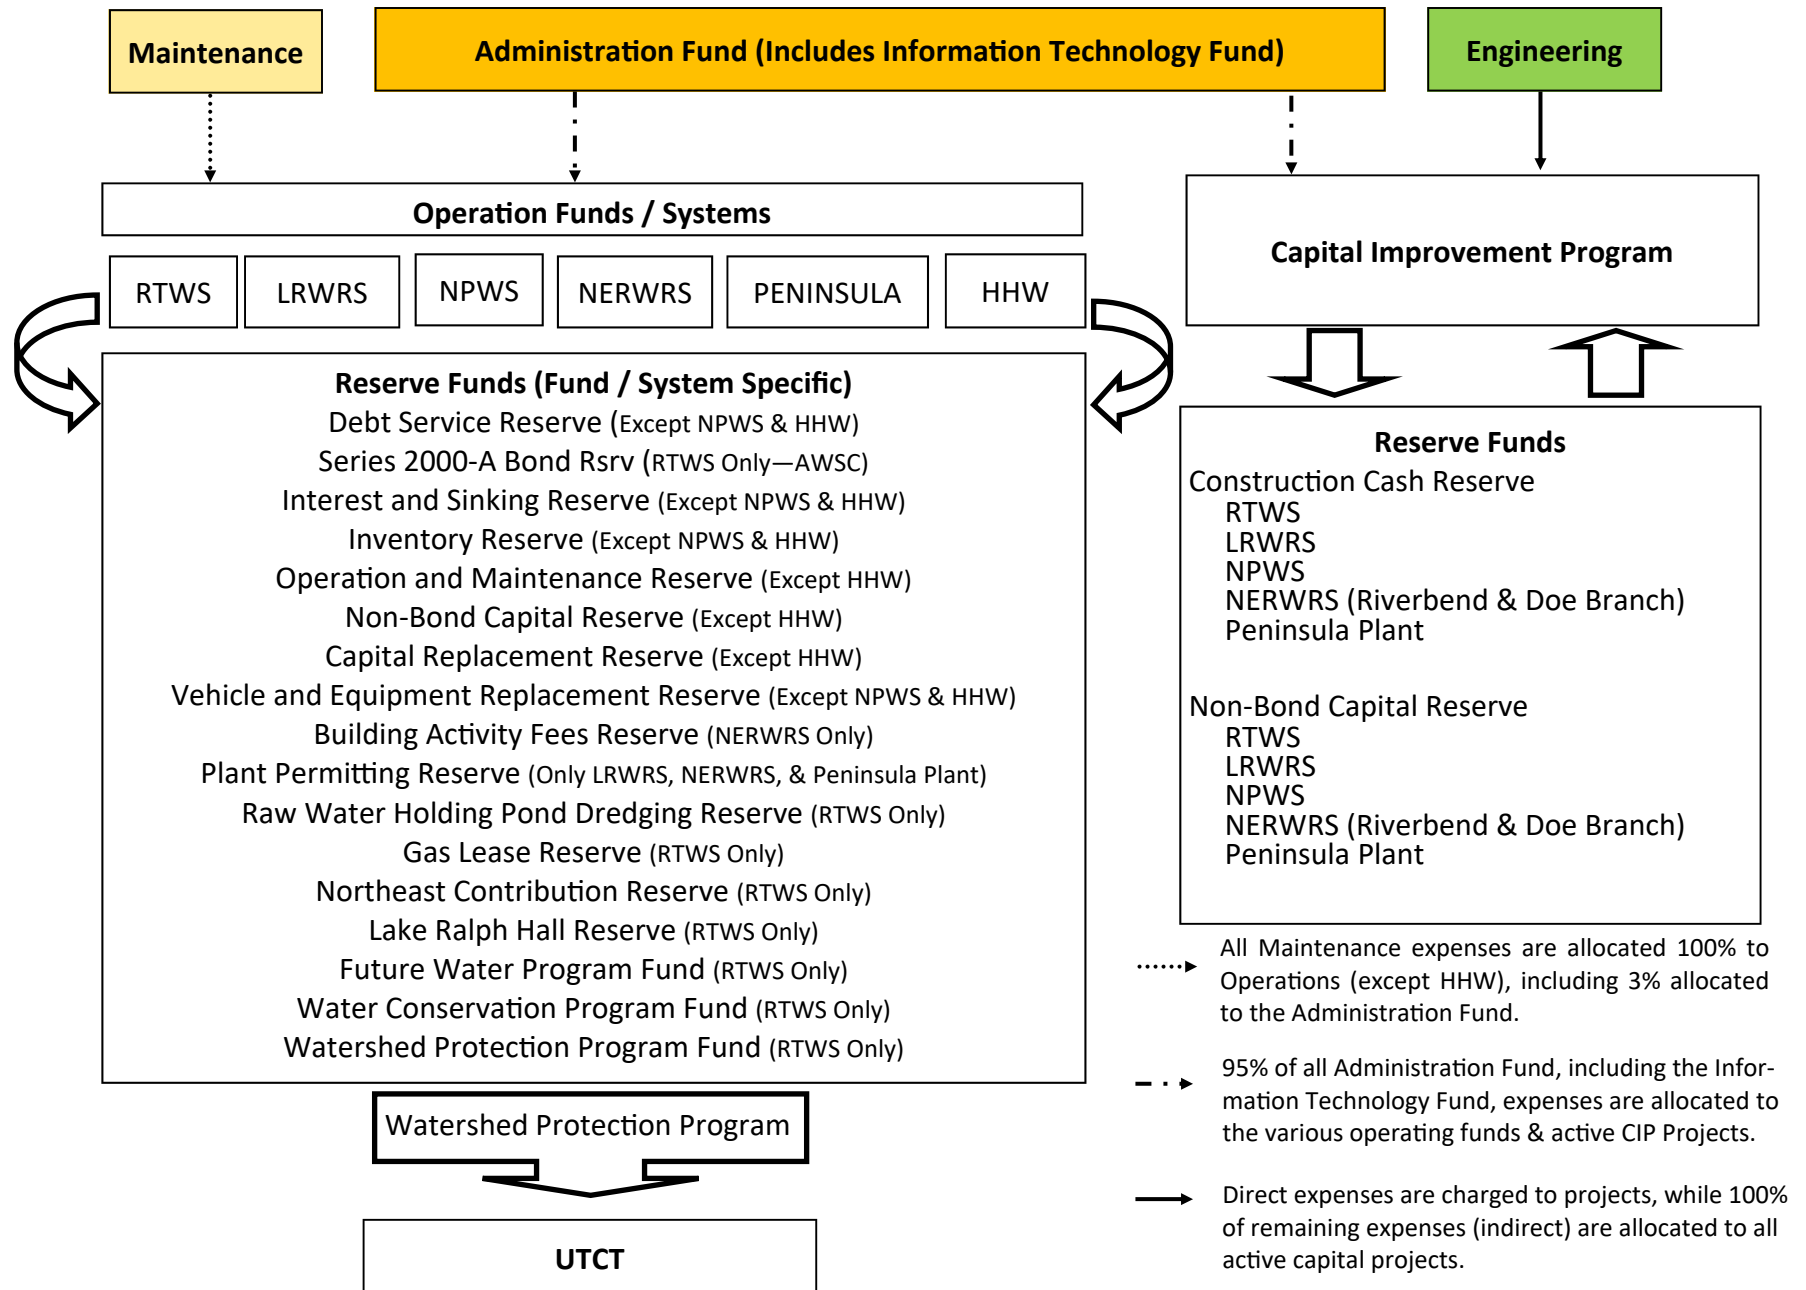 Maintenance
Administration Fund (Includes Information Technology Fund)
Engineering
Operation Funds / Systems
RTWS
LRWRS
NPWS
NERWRS
PENINSULA
HHW
Capital Improvement Program
Reserve Funds (Fund / System Specific)
Debt Service Reserve (Except NPWS & HHW)
Series 2000-A Bond Rsrv (RTWS Only—AWSC)
Interest and Sinking Reserve (Except NPWS & HHW)
Inventory Reserve (Except NPWS & HHW)
Operation and Maintenance Reserve (Except HHW)
Non-Bond Capital Reserve (Except HHW)
Capital Replacement Reserve (Except HHW)
Vehicle and Equipment Replacement Reserve (Except NPWS & HHW)
Building Activity Fees Reserve (NERWRS Only)
Plant Permitting Reserve (Only LRWRS, NERWRS, & Peninsula Plant)
Raw Water Holding Pond Dredging Reserve (RTWS Only)
Gas Lease Reserve (RTWS Only)
Northeast Contribution Reserve (RTWS Only)
Lake Ralph Hall Reserve (RTWS Only)
Future Water Program Fund (RTWS Only)
Water Conservation Program Fund (RTWS Only)
Watershed Protection Program Fund (RTWS Only)
Reserve Funds
Construction Cash Reserve
RTWS
LRWRS
NPWS
NERWRS (Riverbend & Doe Branch)
Peninsula Plant
Non-Bond Capital Reserve
RTWS
LRWRS
NPWS
NERWRS (Riverbend & Doe Branch)
Peninsula Plant
All Maintenance expenses are allocated 100% to
Operations (except HHW), including 3% allocated
to the Administration Fund.
95% of all Administration Fund, including the Infor-
mation Technology Fund, expenses are allocated to
the various operating funds & active CIP Projects.
Direct expenses are charged to projects, while 100%
of remaining expenses (indirect) are allocated to all
active capital projects.
Watershed Protection Program
UTCT